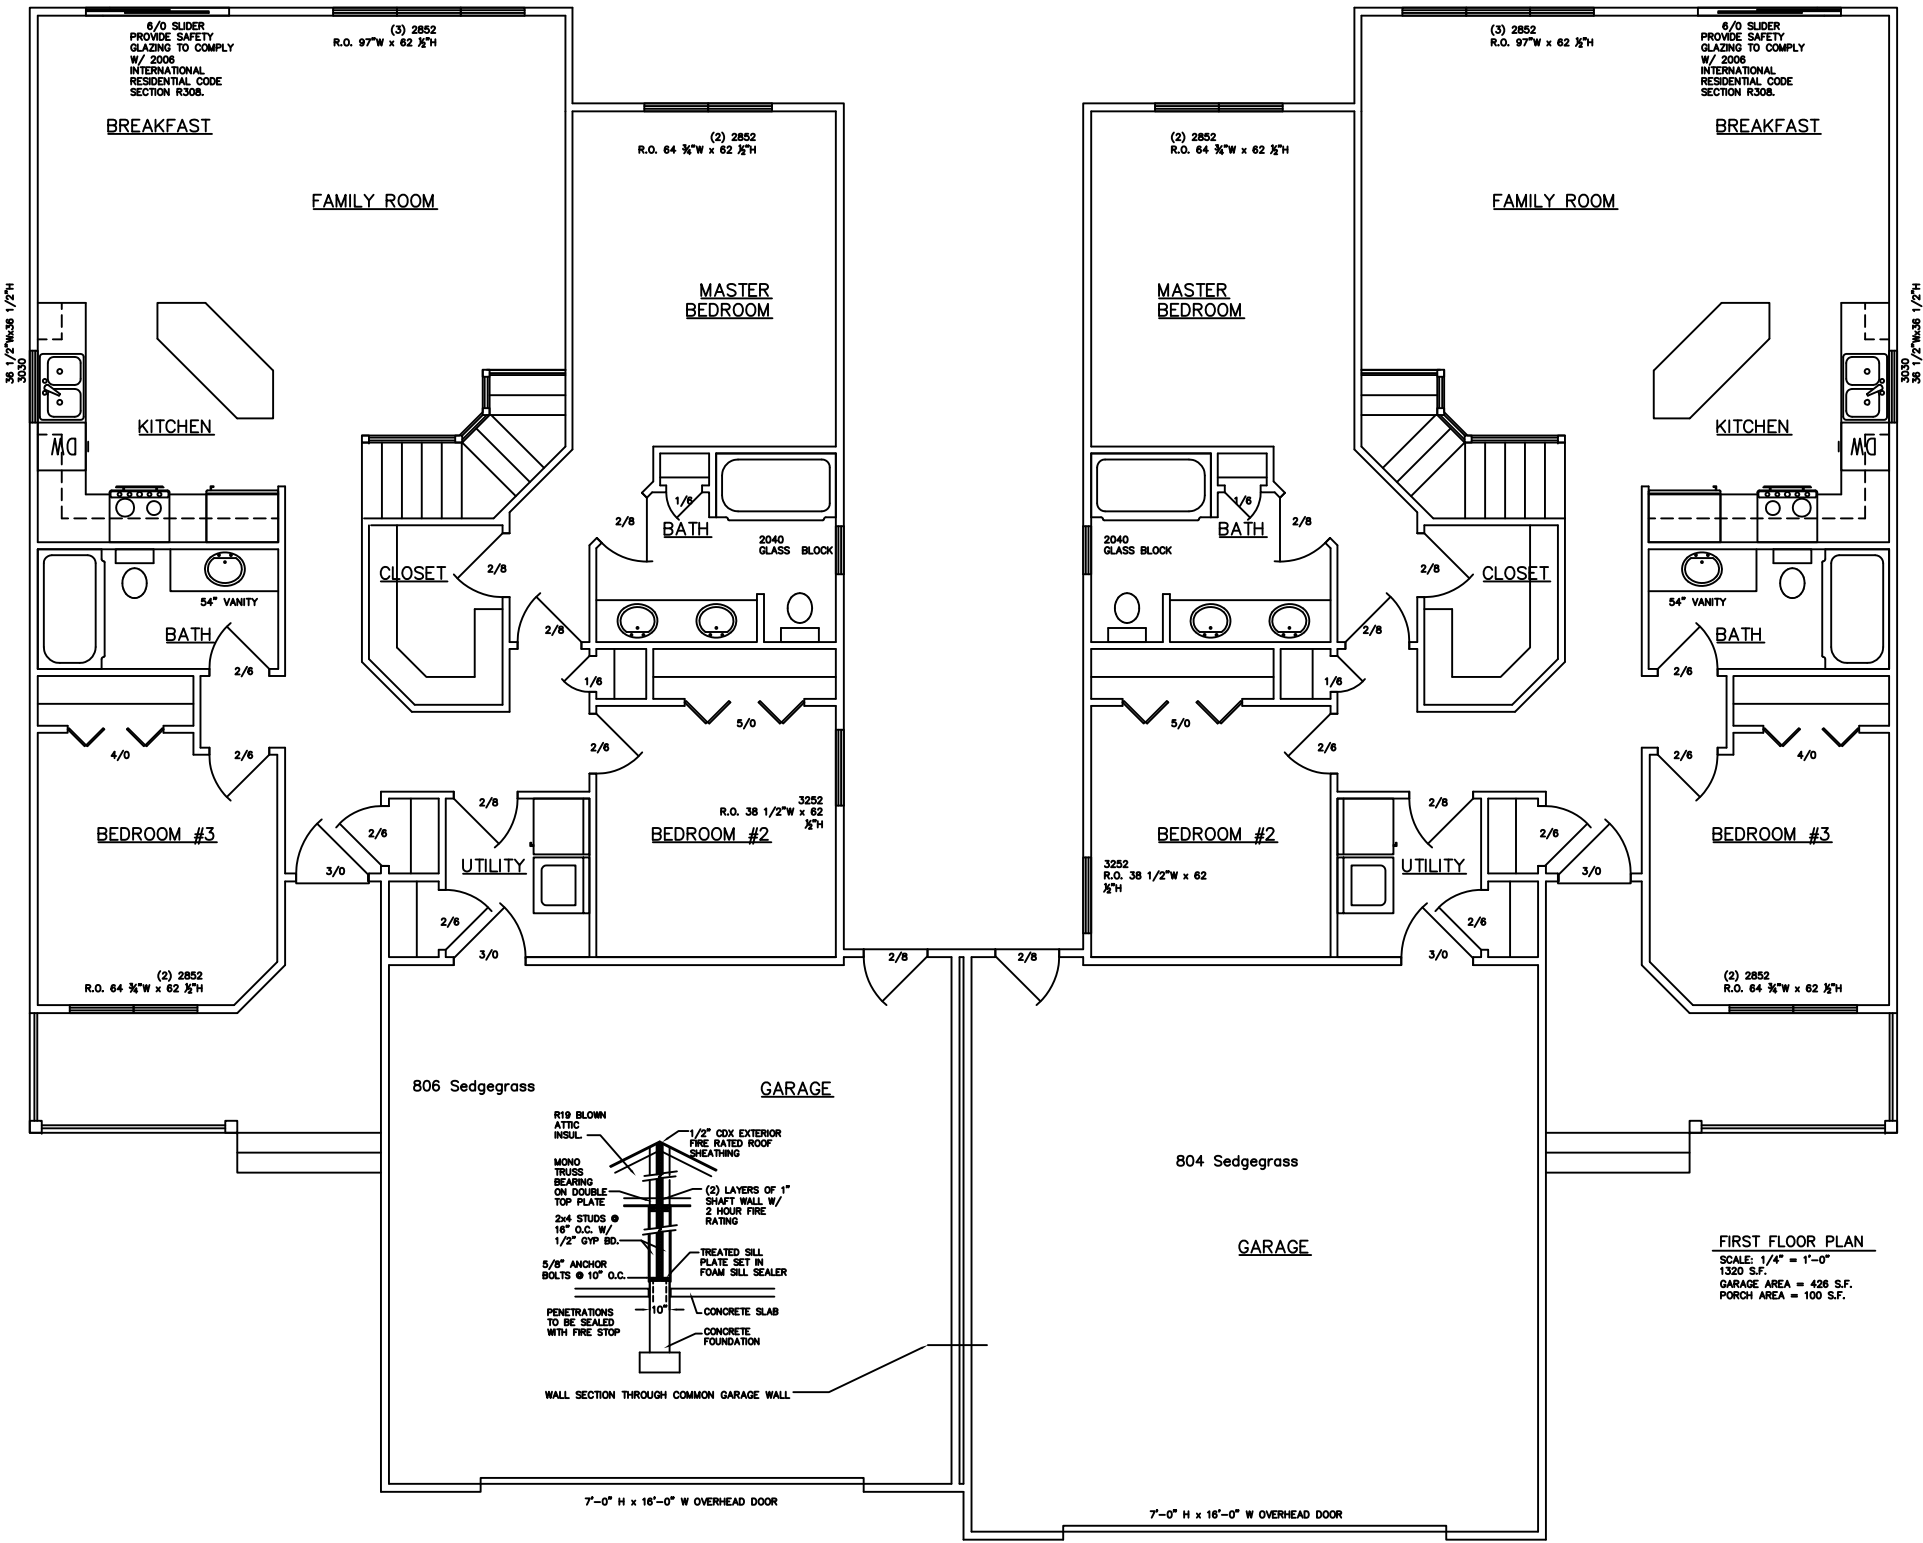 6/0 SLIDER
PROVIDE SAFETY
GLAZING TO COMPLY
W/ 2006
INTERNATIONAL
RESIDENTIAL CODE
SECTION R308.
(3) 2852
R.O. 97"W x 62 ½"H
(3) 2852
R.O. 97"W x 62 ½"H
6/0 SLIDER
PROVIDE SAFETY
GLAZING TO COMPLY
W/ 2006
INTERNATIONAL
RESIDENTIAL CODE
SECTION R308.
BREAKFAST
(2) 2852
R.O. 64 ¾"W x 62 ½"H
(2) 2852
R.O. 64 ¾"W x 62 ½"H
BREAKFAST
FAMILY ROOM
FAMILY ROOM
MASTER
BEDROOM
MASTER
BEDROOM
36 1/2"Wx36 1/2"H
3030
3030
36 1/2"Wx36 1/2"H
KITCHEN
KITCHEN
DW
DW
1/6
1/6
2/8
BATH
BATH
2/8
2040
GLASS BLOCK
2040
GLASS BLOCK
CLOSET
2/8
2/8
CLOSET
54" VANITY
54" VANITY
BATH
2/8
2/8
BATH
2/6
1/6
1/6
2/6
4/0
2/6
2/6
5/0
5/0
2/6
2/6
4/0
BEDROOM #3
2/6
2/8
BEDROOM #2
3252
R.O. 38 1/2"W x 62
½"H
BEDROOM #2
3252
R.O. 38 1/2"W x 62
½"H
2/8
2/6
BEDROOM #3
3/0
UTILITY
UTILITY
3/0
2/6
2/6
3/0
2/8
2/8
3/0
(2) 2852
R.O. 64 ¾"W x 62 ½"H
(2) 2852
R.O. 64 ¾"W x 62 ½"H
806 Sedgegrass
GARAGE
R19 BLOWN
ATTIC
INSUL.
1/2" CDX EXTERIOR
FIRE RATED ROOF
SHEATHING
MONO
TRUSS
BEARING
ON DOUBLE
TOP PLATE
(2) LAYERS OF 1"
SHAFT WALL W/
2 HOUR FIRE
RATING
2x4 STUDS @
16" O.C. W/
1/2" GYP BD.
TREATED SILL
PLATE SET IN
FOAM SILL SEALER
5/8" ANCHOR
BOLTS @ 10" O.C.
10"
PENETRATIONS
TO BE SEALED
WITH FIRE STOP
CONCRETE SLAB
CONCRETE
FOUNDATION
WALL SECTION THROUGH COMMON GARAGE WALL
804 Sedgegrass
GARAGE
FIRST FLOOR PLAN
SCALE: 1/4" = 1'-0"
1320 S.F.
GARAGE AREA = 426 S.F.
PORCH AREA = 100 S.F.
7'-0" H x 16'-0" W OVERHEAD DOOR
7'-0" H x 16'-0" W OVERHEAD DOOR